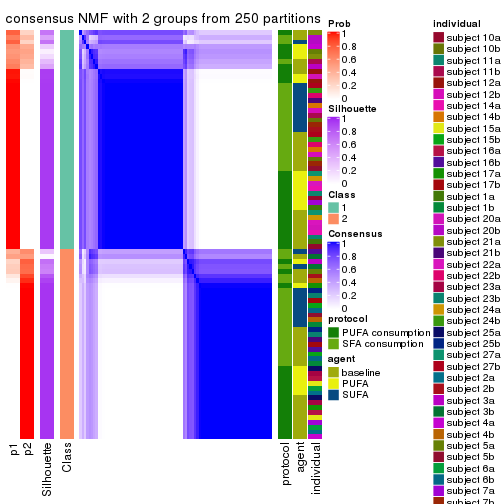 consensus NMF with 2 groups from 250 partitions
p1
p2
Silhouette
Class
protocol
agent
individual
Prob
1
0.8
0.6
0.4
0.2
0
Silhouette
1
0.8
0.6
0.4
0.2
0
Class
1
2
Consensus
1
0.8
0.6
0.4
0.2
0
protocol
PUFA consumption
SFA consumption
agent
baseline
PUFA
SUFA
individual
subject 10a
subject 10b
subject 11a
subject 11b
subject 12a
subject 12b
subject 14a
subject 14b
subject 15a
subject 15b
subject 16a
subject 16b
subject 17a
subject 17b
subject 1a
subject 1b
subject 20a
subject 20b
subject 21a
subject 21b
subject 22a
subject 22b
subject 23a
subject 23b
subject 24a
subject 24b
subject 25a
subject 25b
subject 27a
subject 27b
subject 2a
subject 2b
subject 3a
subject 3b
subject 4a
subject 4b
subject 5a
subject 5b
subject 6a
subject 6b
subject 7a
subject 7b